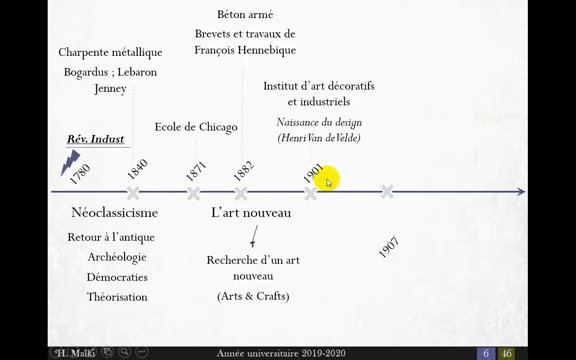 Béton armé
Brevets et travaux de
François Hennebique
Charpente métallique
Bogardus ; Lebaron
Jenney
Institut d'art décoratifs
et industriels
Naissance du design
(Henri Van de Velde)
Ecole de Chicago
Rév. Indust
1780
1840
1871
1882
1901
1907
Néoclassicisme
Retour à l'antique
Archéologie
Démocraties
Théorisation
L'art nouveau
Recherche d'un art
nouveau
(Arts & Crafts)
H. Malki
Année universitaire 2019-2020
6
46